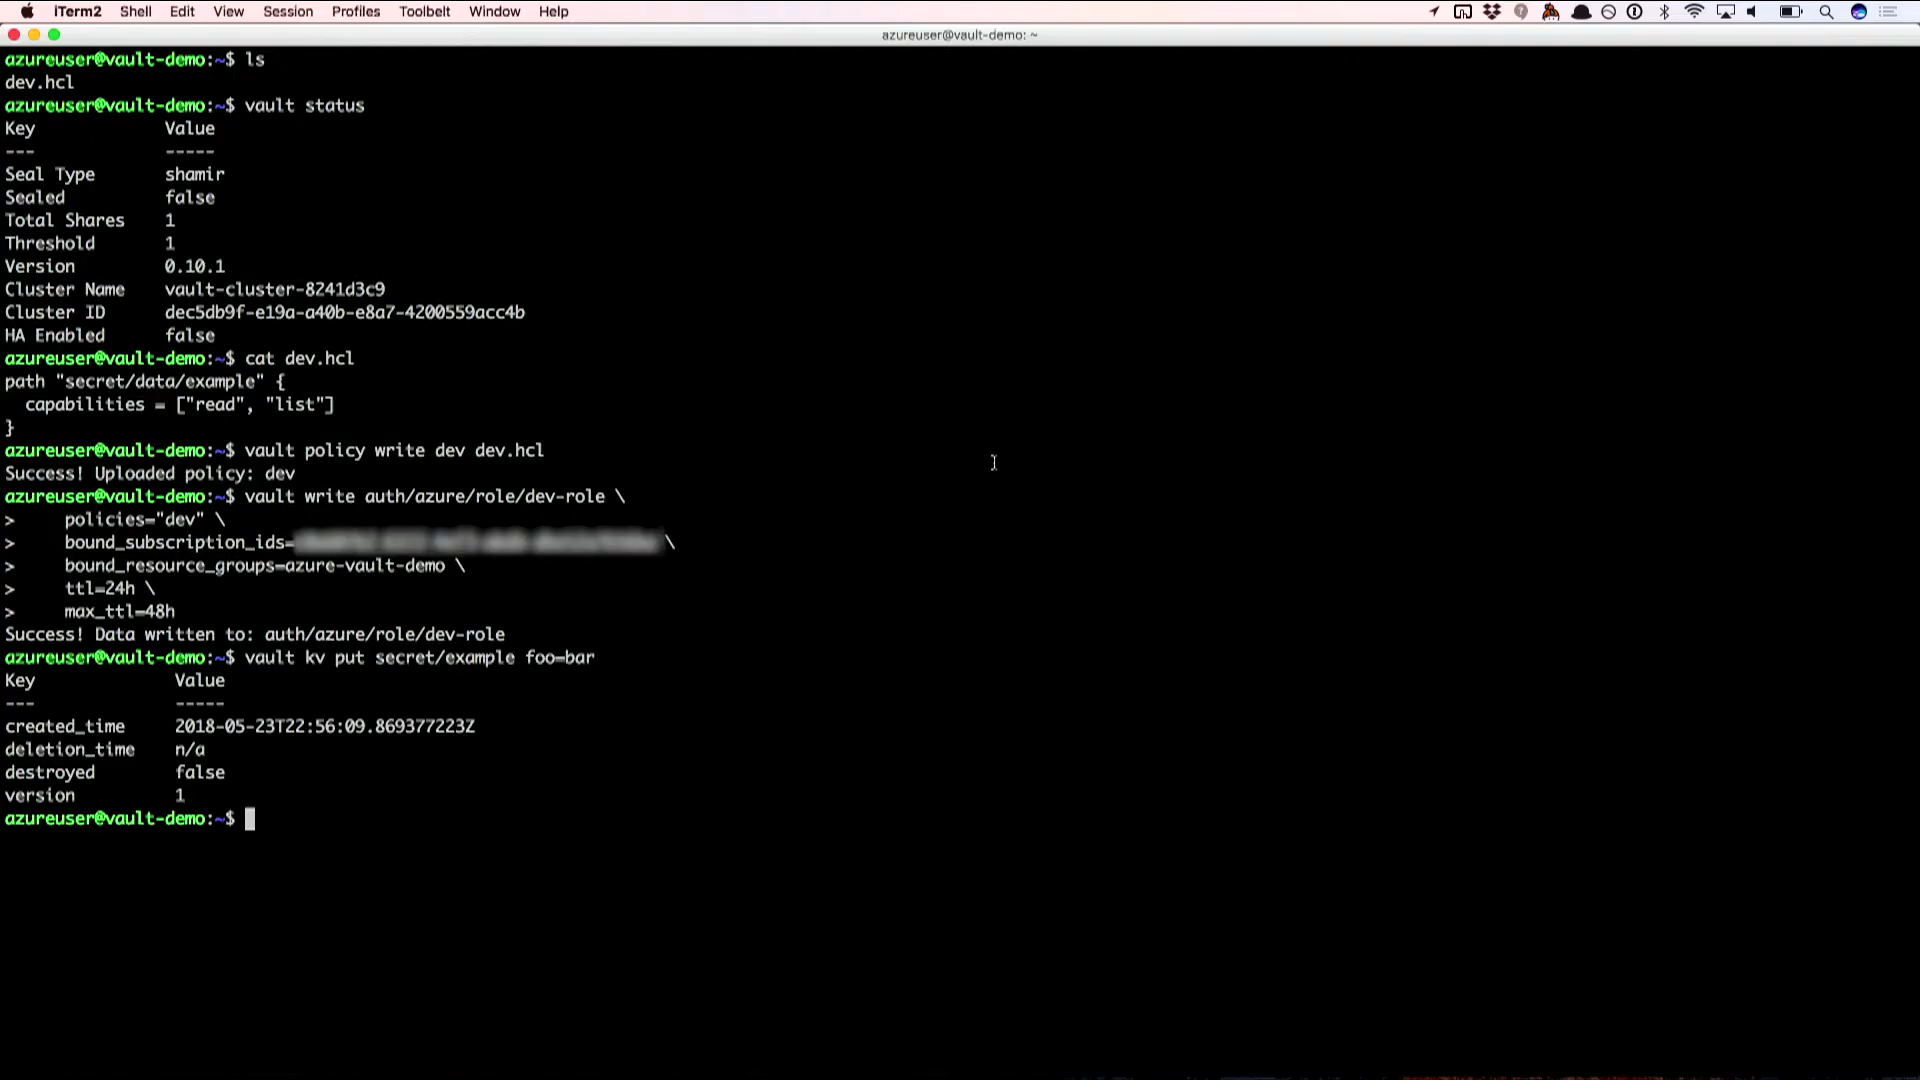 iTerm2 Shell Edit View Session Profiles Toolbelt Window Help
azureuser@vault-demo: ~
azureuser@vault-demo:~$ ls
dev.hcl
azureuser@vault-demo:~$ vault status
Key Value
--- -----
Seal Type shamir
Sealed false
Total Shares 1
Threshold 1
Version 0.10.1
Cluster Name vault-cluster-8241d3c9
Cluster ID dec5db9f-e19a-a40b-e8a7-4200559acc4b
HA Enabled false
azureuser@vault-demo:~$ cat dev.hcl
path "secret/data/example" {
capabilities = ["read", "list"]
}
azureuser@vault-demo:~$ vault policy write dev dev.hcl
Success! Uploaded policy: dev
azureuser@vault-demo:~$ vault write auth/azure/role/dev-role \
> policies="dev" \
> bound_subscription_ids= \
> bound_resource_groups=azure-vault-demo \
> ttl=24h \
> max_ttl=48h
Success! Data written to: auth/azure/role/dev-role
azureuser@vault-demo:~$ vault kv put secret/example foo=bar
Key Value
--- -----
created_time 2018-05-23T22:56:09.869377223Z
deletion_time n/a
destroyed false
version 1
azureuser@vault-demo:~$